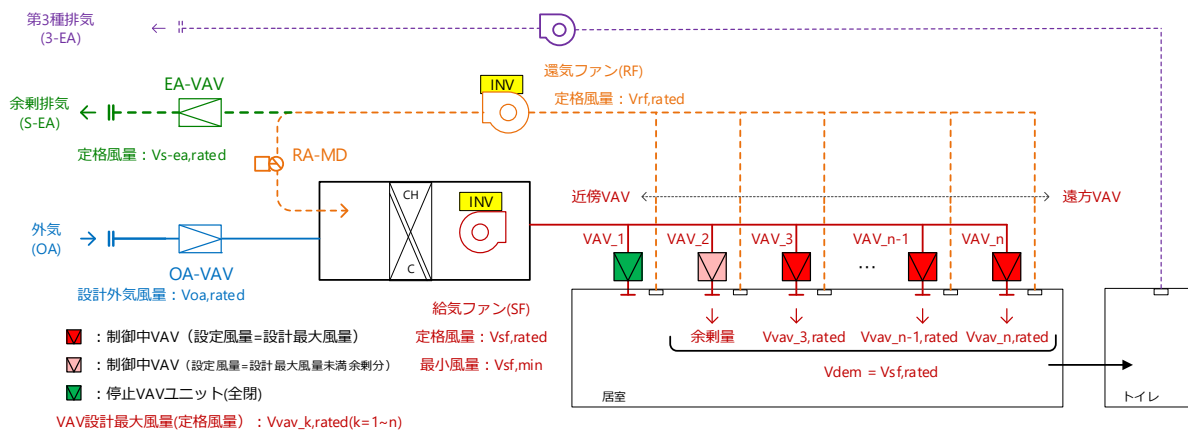 第3種排気
(3-EA)
EA-VAV
INV
還気ファン(RF)
定格風量：Vrf,rated
余剰排気
(S-EA)
定格風量：Vs-ea,rated
RA-MD
CH
C
INV
近傍VAV
遠方VAV
外気
(OA)
OA-VAV
設計外気風量：Voa,rated
VAV_1
VAV_2
VAV_3
VAV_n-1
VAV_n
…
給気ファン(SF)
定格風量：Vsf,rated
最小風量：Vsf,min
余剰量
Vvav_3,rated
Vvav_n-1,rated
Vvav_n,rated
Vdem = Vsf,rated
居室
トイレ
：制御中VAV（設定風量=設計最大風量）
：制御中VAV（設定風量=設計最大風量未満 余剰分）
：停止VAVユニット(全閉)
VAV設計最大風量(定格風量）：Vvav_k,rated(k=1~n)